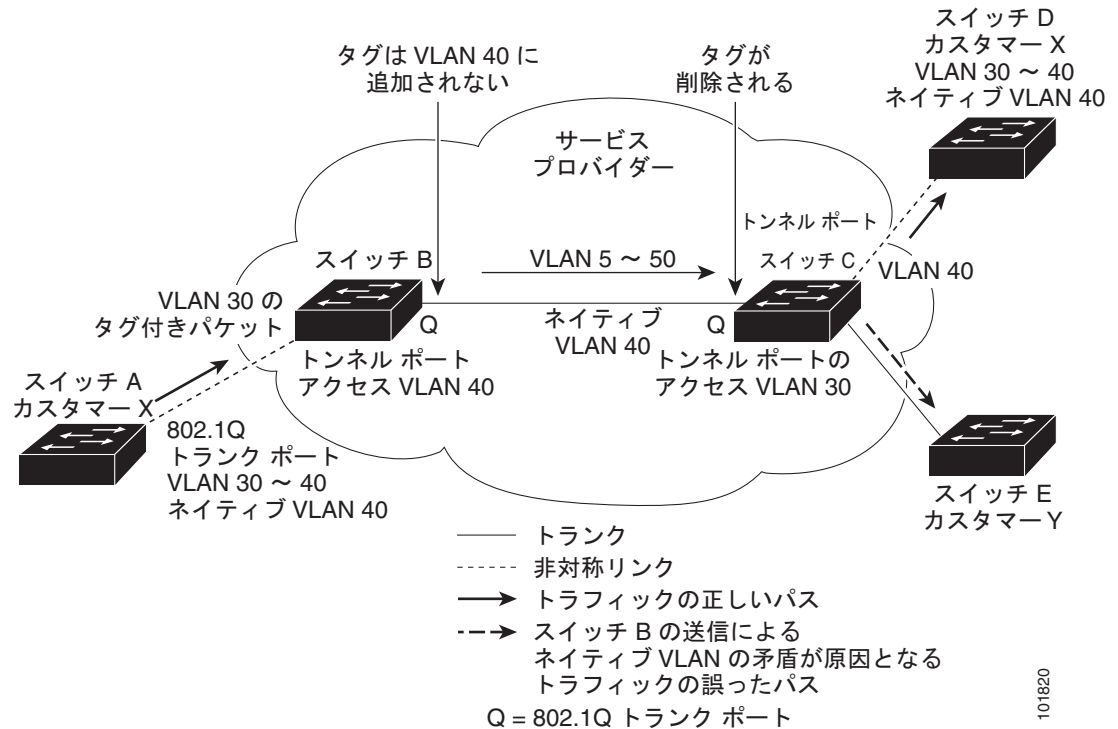 スイッチ D
カスタマー X
VLAN 30 ～ 40
ネイティブ VLAN 40
タグは VLAN 40 に
追加されない
タグが
削除される
サービス
プロバイダー
トンネル ポート
スイッチ B
VLAN 5 ～ 50
スイッチ C
VLAN 40
VLAN 30 の
タグ付きパケット
Q
ネイティブ
VLAN 40
Q
トンネル ポート
アクセス VLAN 40
トンネル ポートの
アクセス VLAN 30
スイッチ A
カスタマー X
802.1Q
トランク ポート
VLAN 30 ～ 40
ネイティブ VLAN 40
スイッチ E
カスタマー Y
トランク
非対称リンク
トラフィックの正しいパス
スイッチ B の送信による
ネイティブ VLAN の矛盾が原因となる
トラフィックの誤ったパス
Q = 802.1Q トランク ポート
101820